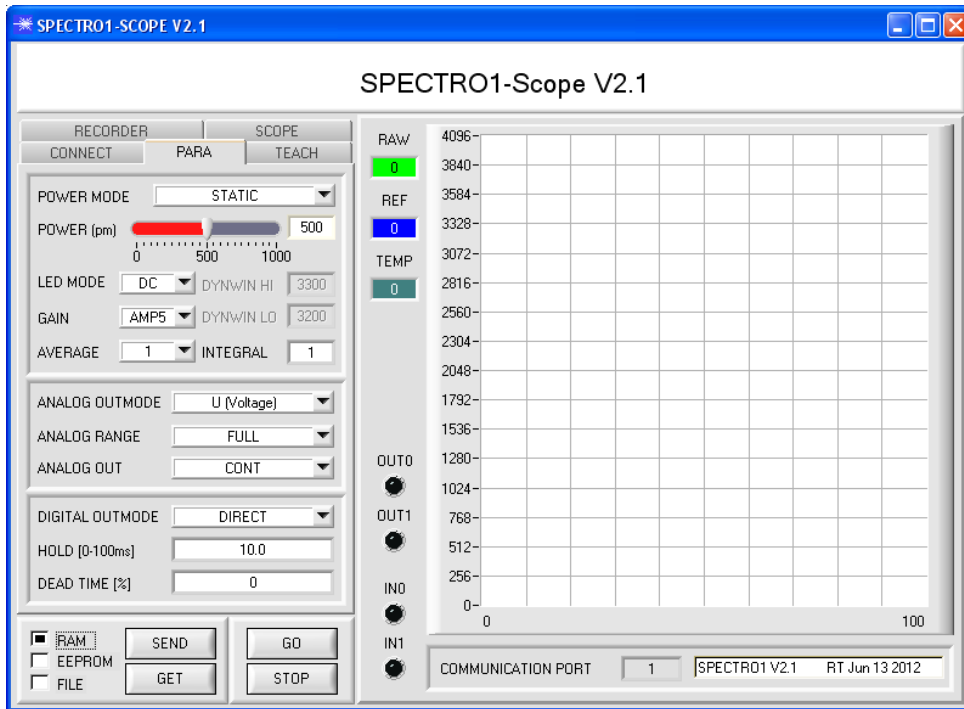 SPECTRO1-SCOPE V2.1
SPECTRO1-Scope V2.1
RECORDER SCOPE
CONNECT PARA TEACH
POWER MODE STATIC
POWER (pm) 500
0 500 1000
LED MODE DC DYNWIN HI 3300
GAIN AMP5 DYNWIN LO 3200
AVERAGE 1 INTEGRAL 1
ANALOG OUTMODE U (Voltage)
ANALOG RANGE FULL
ANALOG OUT CONT
DIGITAL OUTMODE DIRECT
HOLD [0-100ms] 10.0
DEAD TIME [%] 0
RAM
EEPROM
FILE
SEND
GET
GO
STOP
RAW
0
REF
0
TEMP
0
OUT0
OUT1
IN0
IN1
4096
3840
3584
3328
3072
2816
2560
2304
2048
1792
1536
1280
1024
768
512
256
0
0 100
COMMUNICATION PORT 1 SPECTRO1 V2.1 RT Jun 13 2012